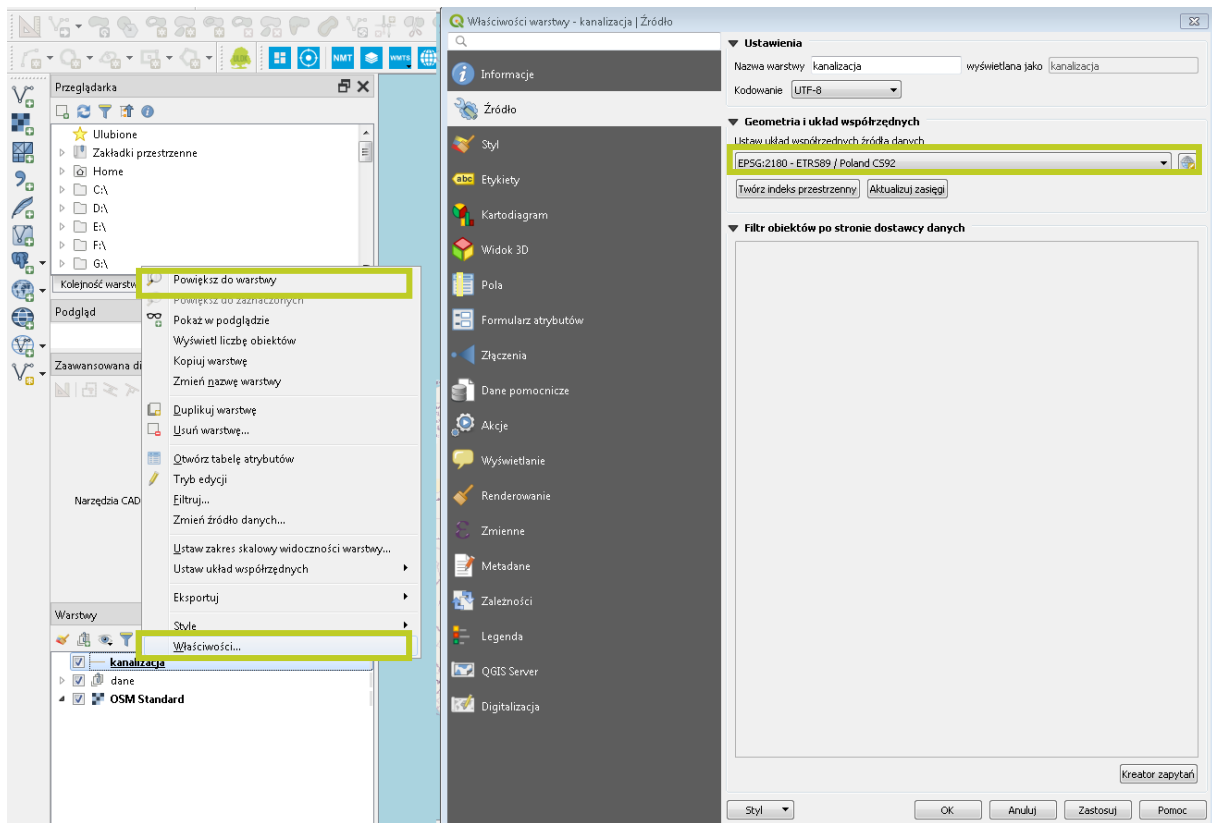 NMT
WMTS
Przeglądarka
Ulubione
Zakładki przestrzenne
Home
C:\
D:\
E:\
F:\
G:\
Kolejność warstw
Podgląd
Zaawansowana di
Narzędzia CAD
Warstwy
kanalizacja
dane
OSM Standard
Powiększ do warstwy
Powiększ do zaznaczonych
Pokaż w podglądzie
Wyświetl liczbę obiektów
Kopiuj warstwę
Zmień nazwę warstwy
Duplikuj warstwę
Usuń warstwę...
Otwórz tabelę atrybutów
Tryb edycji
Filtruj...
Zmień źródło danych...
Ustaw zakres skalowy widoczności warstwy...
Ustaw układ współrzędnych
Eksportuj
Style
Właściwości...
Właściwości warstwy - kanalizacja | Źródło
Informacje
Źródło
Styl
abc Etykiety
Kartodiagram
Widok 3D
Pola
Formularz atrybutów
Złączenia
Dane pomocnicze
Akcje
Wyświetlanie
Renderowanie
Zmienne
Metadane
Zależności
Legenda
QGIS Server
Digitalizacja
Ustawienia
Nazwa warstwy kanalizacja wyświetlana jako kanalizacja
Kodowanie UTF-8
Geometria i układ współrzędnych
Ustaw układ współrzędnych źródła danych
EPSG:2180 - ETRS89 / Poland CS92
Twórz indeks przestrzenny Aktualizuj zasięgi
Filtr obiektów po stronie dostawcy danych
Kreator zapytań
Styl OK Anuluj Zastosuj Pomoc